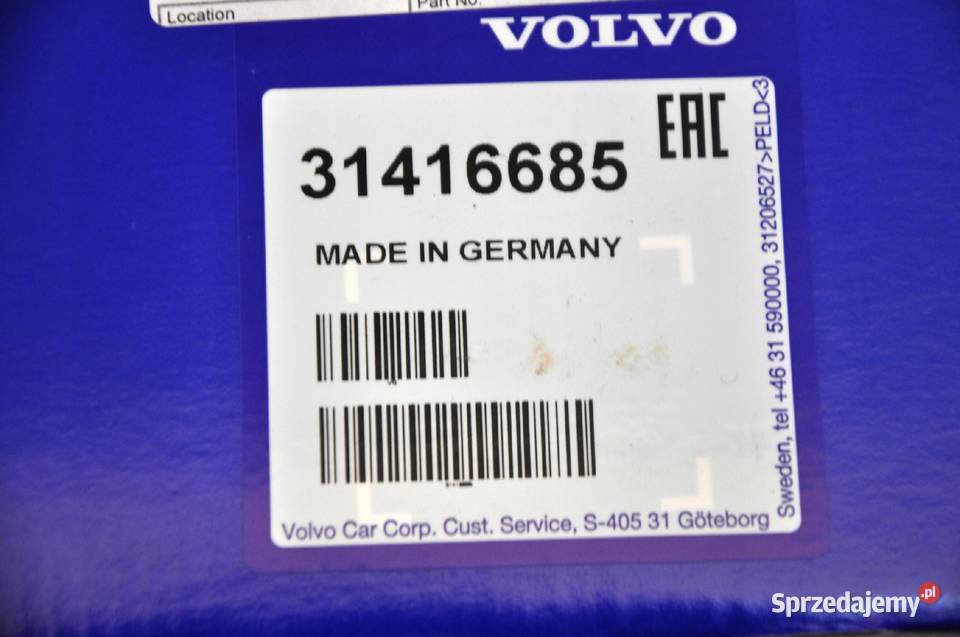 Location
Part No.
VOLVO
EAC
31416685
MADE IN GERMANY
Volvo Car Corp. Cust. Service, S-405 31 Göteborg
Sweden, tel +46 31 590000, 31206527>PELD<3
Sprzedajemy.pl